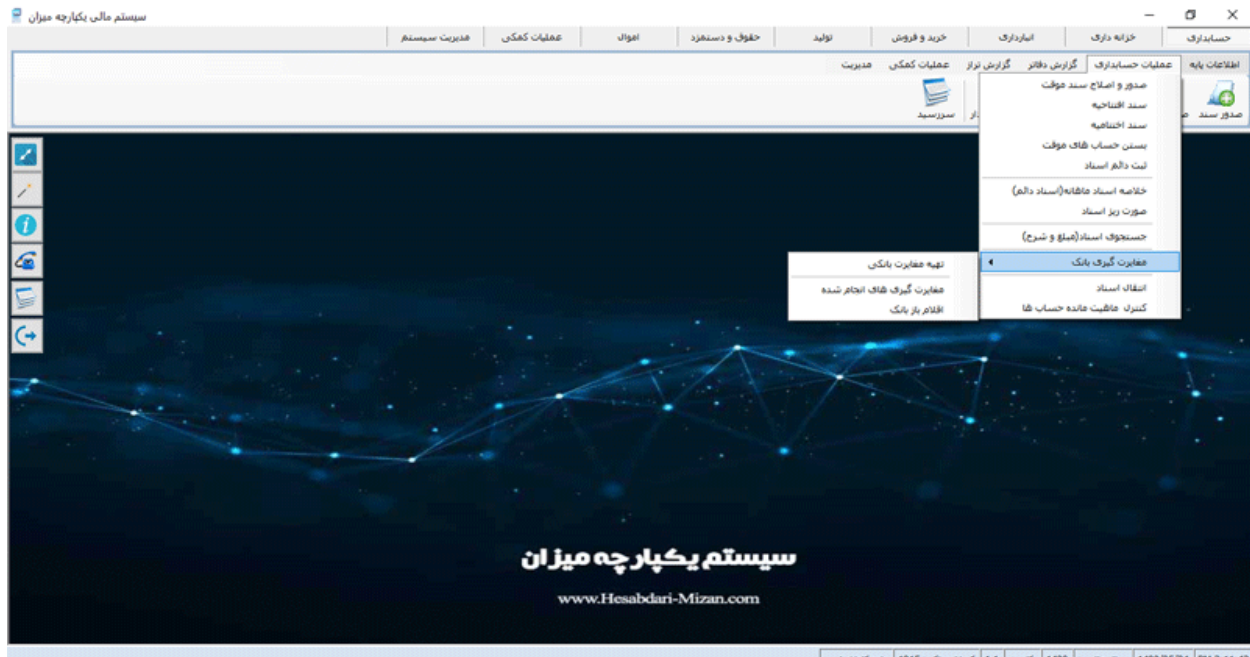 سیستم مالی یکپارچه میزان
حسابداری
خزانه داری
انبارداری
خرید و فروش
تولید
حقوق و دستمزد
اموال
عملیات کمکی
مدیریت سیستم
اطلاعات پایه
عملیات حسابداری
گزارش دفاتر
گزارش تراز
عملیات کمکی
مدیریت
صدور سند
سررسید
صدور و اصلاح سند موقت
سند افتتاحیه
سند اختتامیه
بستن حساب های موقت
ثبت دائم اسناد
خلاصه اسناد ماهانه(اسناد دائم)
صورت ریز اسناد
جستجوی اسناد(مبلغ و شرح)
مغایرت گیری بانک
انتقال اسناد
کنترل ماهیت مانده حساب ها
تهیه مغایرت بانکی
مغایرت گیری های انجام شده
اقلام باز بانک
سیستم یکپارچه میزان
www.Hesabdari-Mizan.com